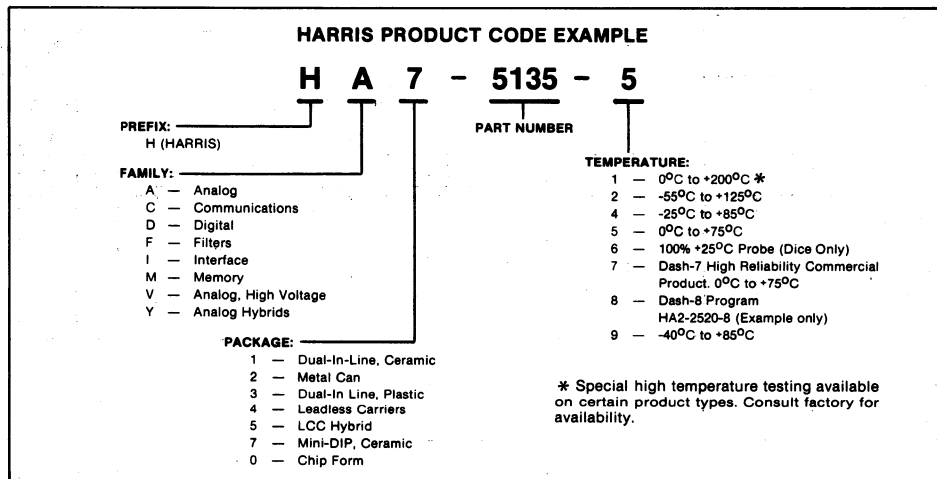 HARRIS PRODUCT CODE EXAMPLE
H A 7 - 5135 - 5
PREFIX:
H (HARRIS)
PART NUMBER
FAMILY:
A — Analog
C — Communications
D — Digital
F — Filters
I — Interface
M — Memory
V — Analog, High Voltage
Y — Analog Hybrids
PACKAGE:
1 — Dual-In-Line, Ceramic
2 — Metal Can
3 — Dual-In Line, Plastic
4 — Leadless Carriers
5 — LCC Hybrid
7 — Mini-DIP, Ceramic
0 — Chip Form
TEMPERATURE:
1 — 0°C to +200°C *
2 — -55°C to +125°C
4 — -25°C to +85°C
5 — 0°C to +75°C
6 — 100% +25°C Probe (Dice Only)
7 — Dash-7 High Reliability Commercial
Product. 0°C to +75°C
8 — Dash-8 Program
HA2-2520-8 (Example only)
9 — -40°C to +85°C
* Special high temperature testing available
on certain product types. Consult factory for
availability.